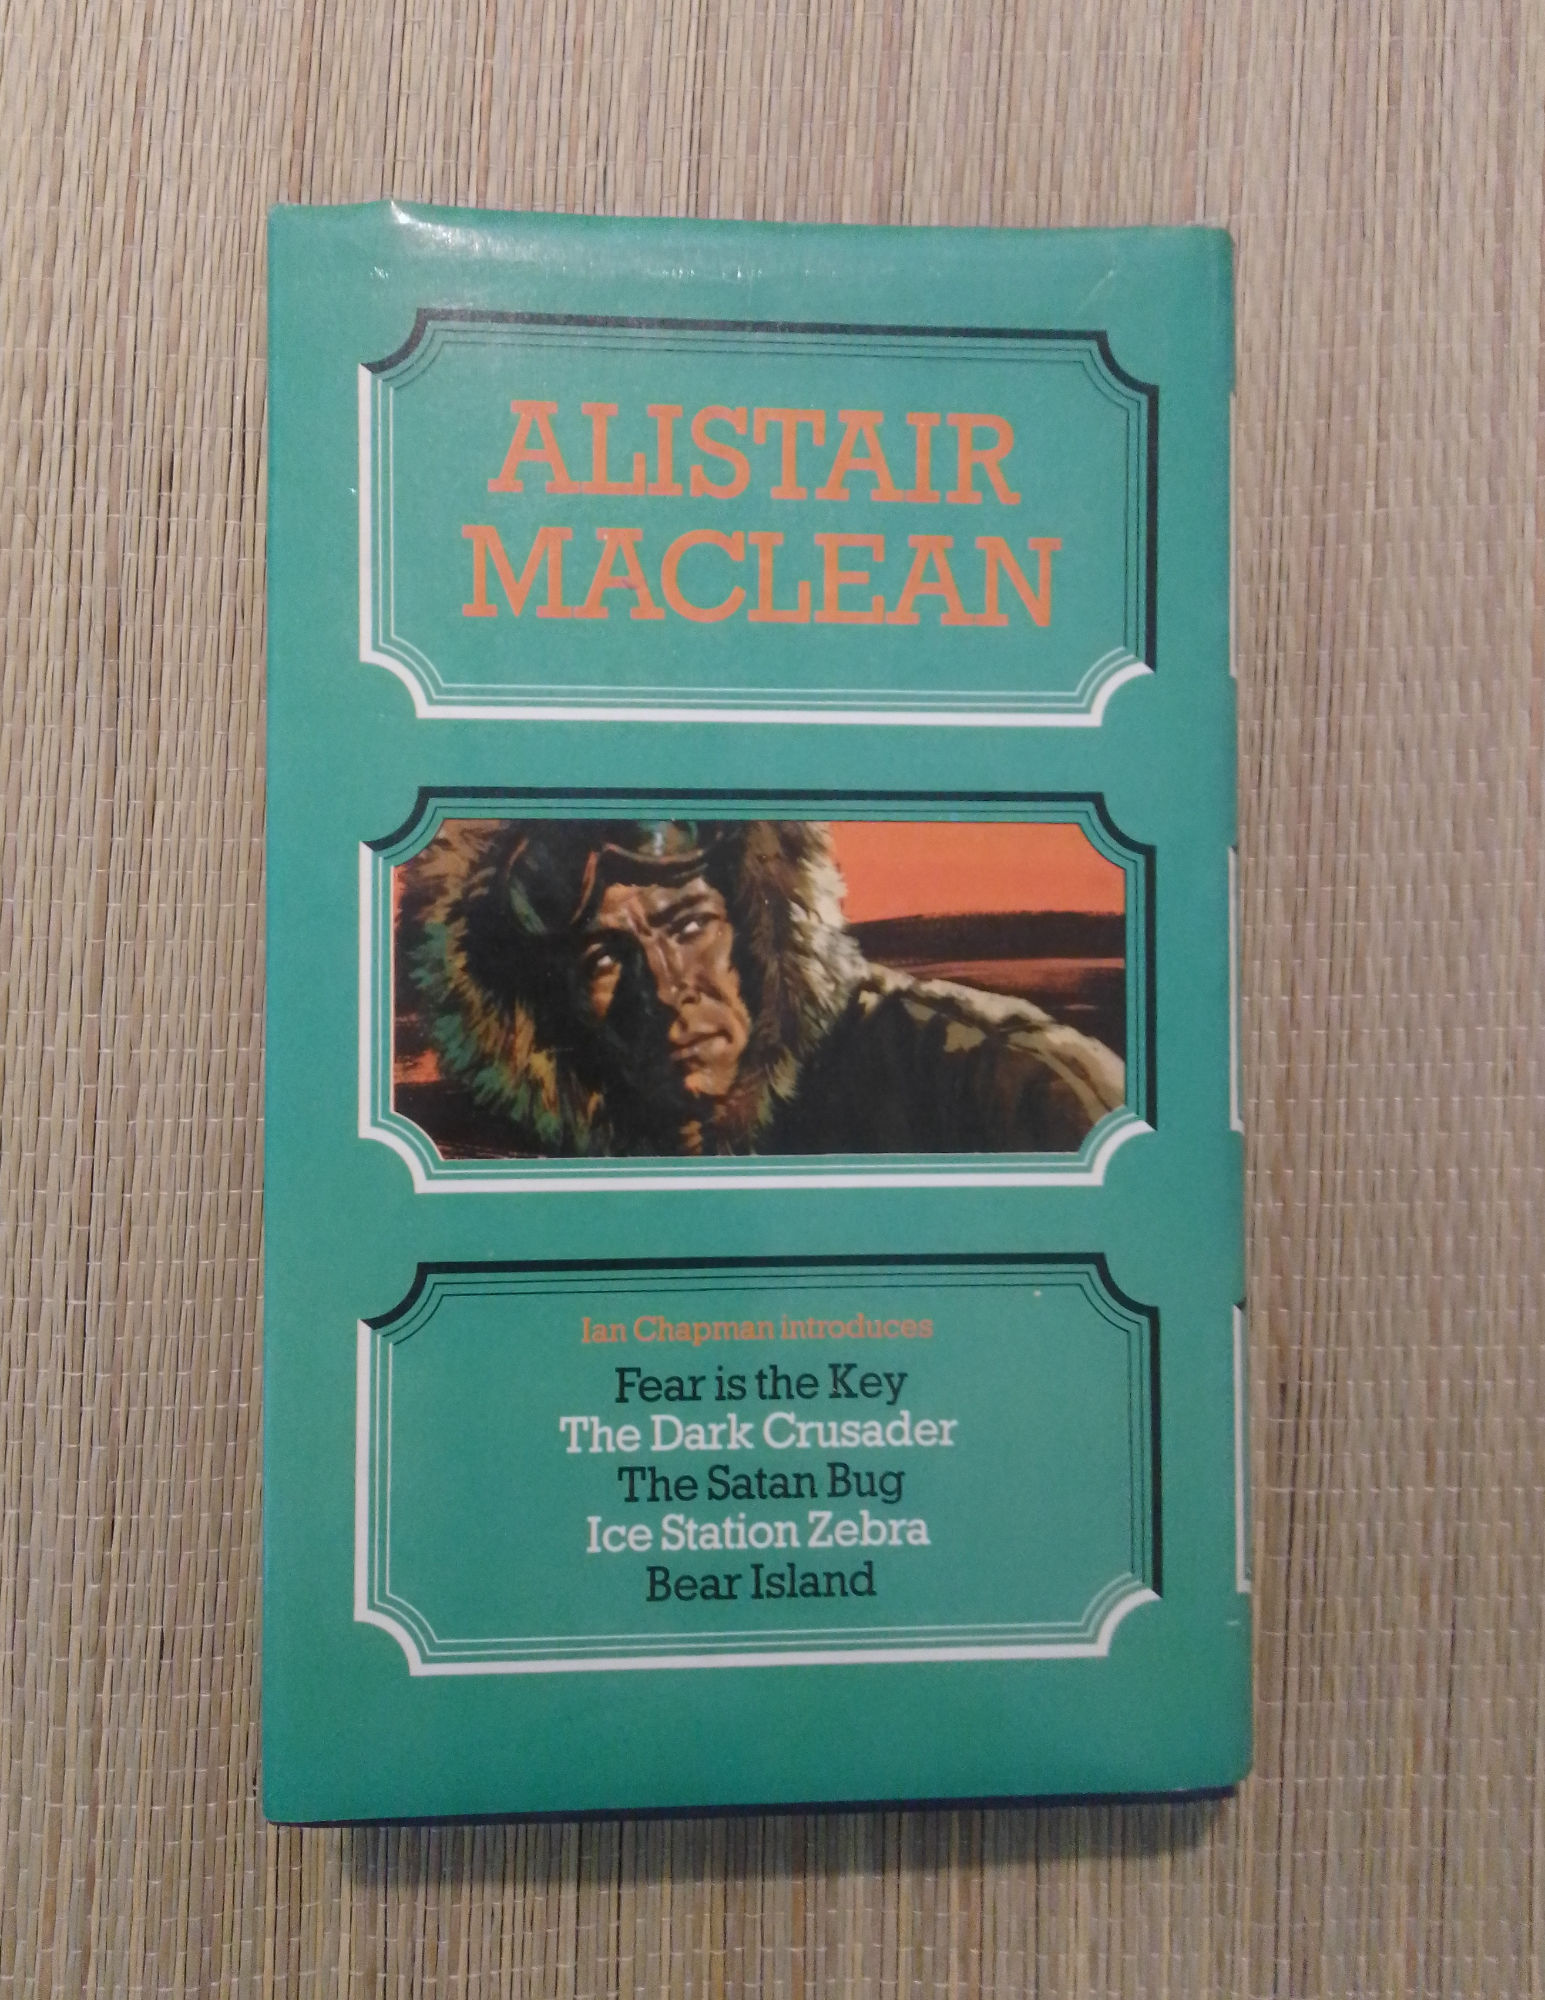 ALISTAIR
MACLEAN
Ian Chapman introduces
Fear is the Key
The Dark Crusader
The Satan Bug
Ice Station Zebra
Bear Island